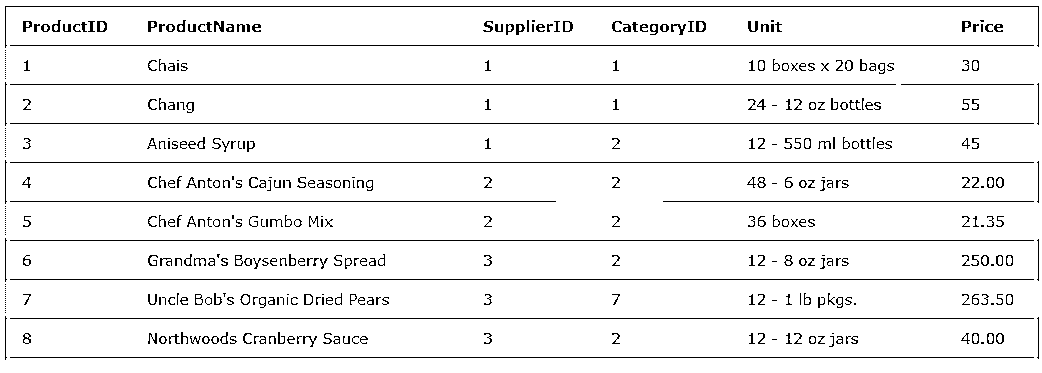 ProductID ProductName SupplierID CategoryID Unit Price
1 Chais 1 1 10 boxes x 20 bags 30
2 Chang 1 1 24 - 12 oz bottles 55
3 Aniseed Syrup 1 2 12 - 550 ml bottles 45
4 Chef Anton's Cajun Seasoning 2 2 48 - 6 oz jars 22.00
5 Chef Anton's Gumbo Mix 2 2 36 boxes 21.35
6 Grandma's Boysenberry Spread 3 2 12 - 8 oz jars 250.00
7 Uncle Bob's Organic Dried Pears 3 7 12 - 1 lb pkgs. 263.50
8 Northwoods Cranberry Sauce 3 2 12 - 12 oz jars 40.00